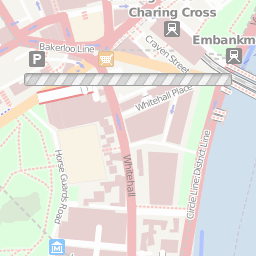 Charing Cross
Bakerloo Line
Craven Street
Embankm
P
Whitehall Place
Whitehall
Horse Guards Road
Circle Line;District Line